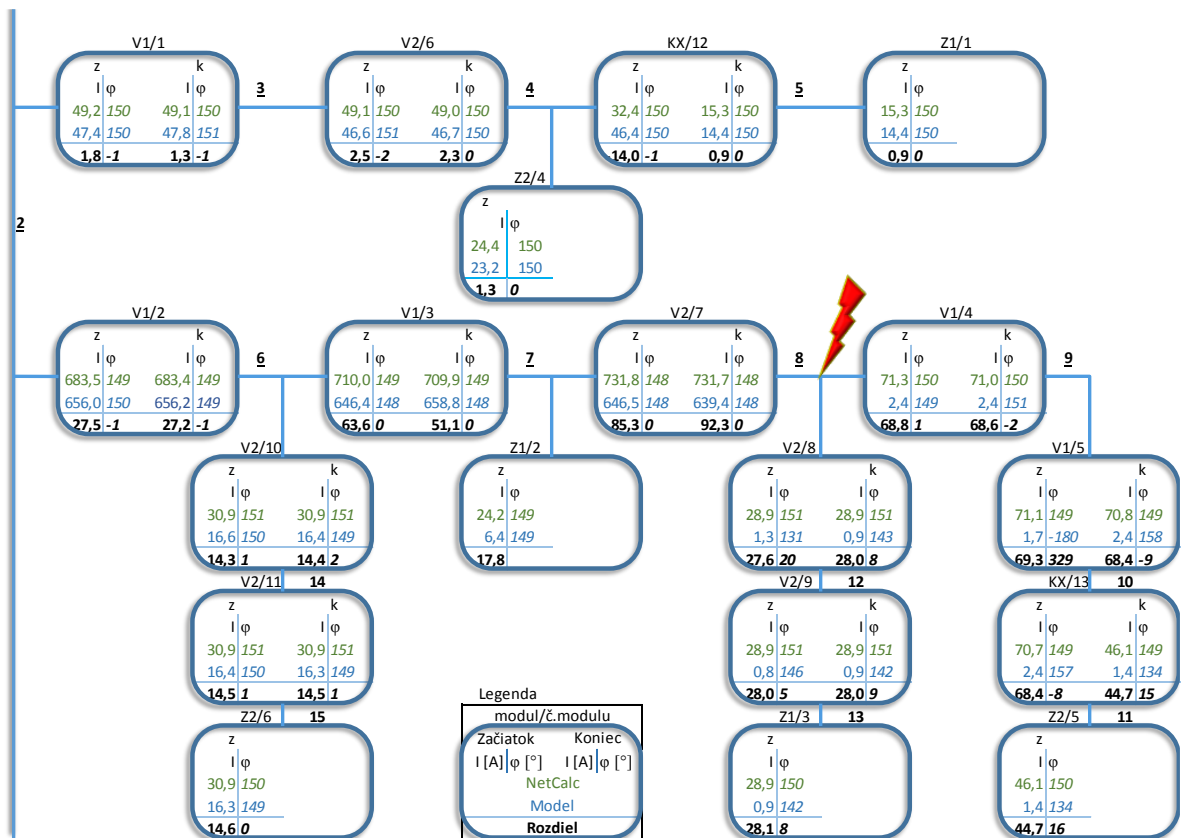 V1/1 V2/6 KX/12 Z1/1
z k z k z k z
I φ I φ 3 I φ I φ 4 I φ I φ 5 I φ
49,2 150 49,1 150 49,1 150 49,0 150 32,4 150 15,3 150 15,3 150
47,4 150 47,8 151 46,6 151 46,7 150 46,4 150 14,4 150 14,4 150
1,8 -1 1,3 -1 2,5 -2 2,3 0 -14,0 -1 0,9 0 0,9 0
Z2/4
z
2 I φ
24,4 150
23,2 150
1,3 0
V1/2 V1/3 V2/7 V1/4
z k z k z k z k
I φ I φ 6 I φ I φ 7 I φ I φ 8 I φ I φ 9
683,5 149 683,4 149 710,0 149 709,9 149 731,8 148 731,7 148 71,3 150 71,0 150
656,0 150 656,2 149 646,4 148 658,8 148 646,5 148 639,4 148 2,4 149 2,4 151
27,5 -1 27,2 -1 63,6 0 51,1 0 85,3 0 92,3 0 68,8 1 68,6 -2
V2/10 Z1/2 V2/8 V1/5
z k z z k z k
I φ I φ I φ I φ I φ I φ I φ
30,9 151 30,9 151 24,2 149 28,9 151 28,9 151 71,1 149 70,8 149
16,6 150 16,4 149 6,4 149 1,3 131 0,9 143 1,7 -180 2,4 158
14,3 1 14,4 2 17,8 27,6 20 28,0 8 69,3 329 68,4 -9
V2/11 14 V2/9 12 KX/13 10
z k z k z k
I φ I φ I φ I φ I φ I φ
30,9 151 30,9 151 28,9 151 28,9 151 70,7 149 46,1 149
16,4 150 16,3 149 0,8 146 0,9 142 2,4 157 1,4 134
14,5 1 14,5 1 28,0 5 28,0 9 68,4 -8 44,7 15
Z2/6 15 Z1/3 13 Z2/5 11
z z z
I φ I φ I φ
30,9 150 28,9 150 46,1 150
16,3 149 0,9 142 1,4 134
14,6 0 28,1 8 44,7 16
Legenda
modul/č.modulu
Začiatok Koniec
I [A] φ [°] I [A] φ [°]
NetCalc
Model
Rozdiel